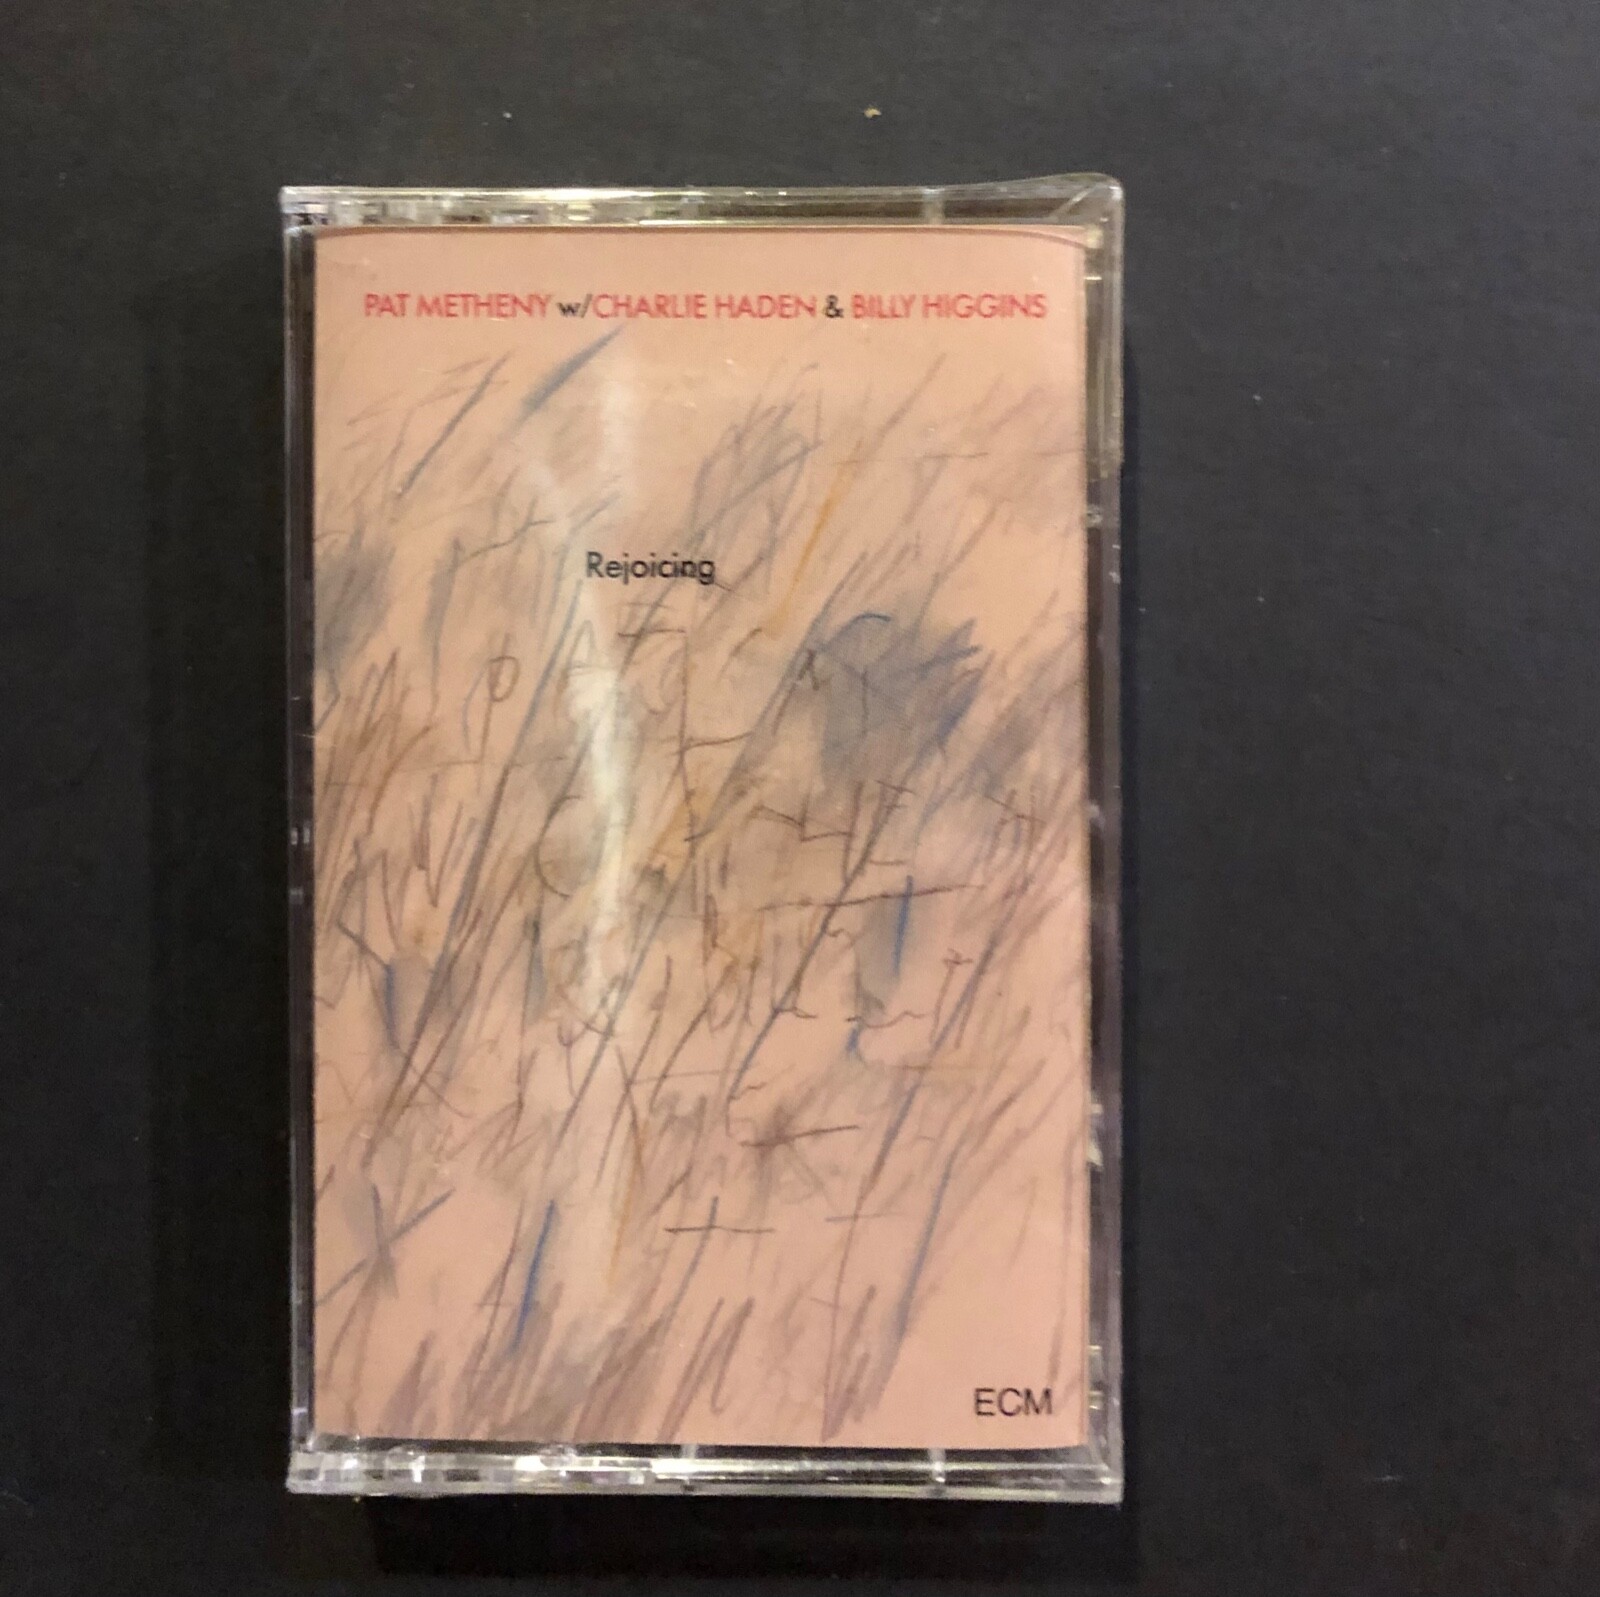 PAT METHENY w/CHARLIE HADEN & BILLY HIGGINS
Rejoicing
ECM